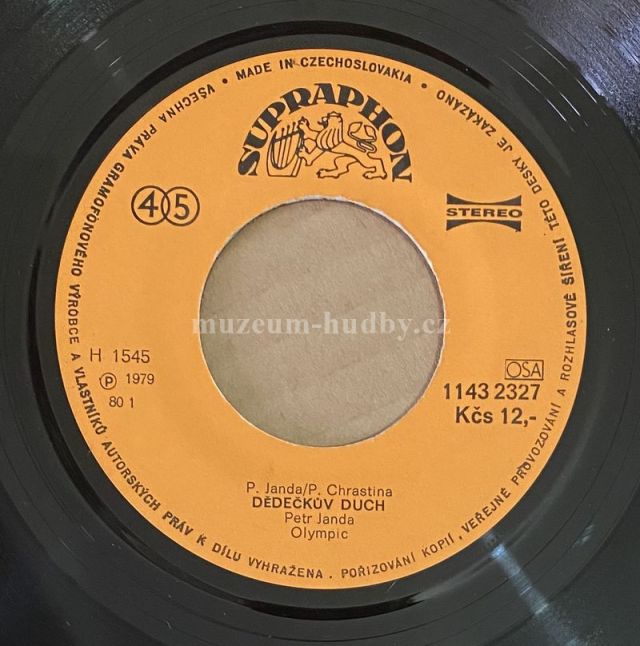 VŠECHNA PRÁVA GRAMOFONOVÉHO VÝROBCE A VLASTNÍKŮ AUTORSKÝCH PRÁV K DÍLU VYHRAŽENA. POŘIZOVÁNÍ KOPIÍ, VEŘEJNÉ PROVOZOVÁNÍ A ROZHLASOVÉ ŠÍŘENÍ TÉTO DESKY JE ZAKÁZÁNO
• MADE IN CZECHOSLOVAKIA •
SUPRAPHON
45
STEREO
muzeum-hudby.cz
H 1545
Ⓟ 1979
80 1
OSA
1143 2327
Kčs 12,-
P. Janda/P. Chrastina
DĚDEČKŮV DUCH
Petr Janda
Olympic